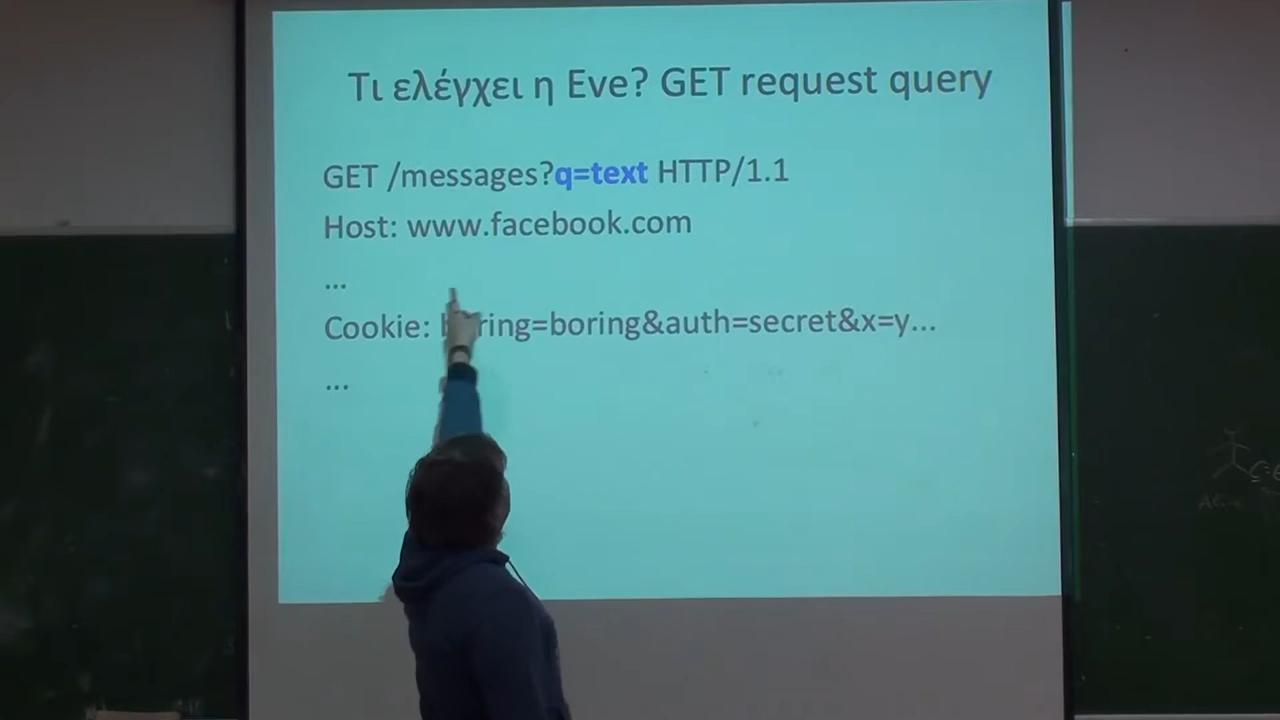 Τι ελέγχει η Eve? GET request query
GET /messages?q=text HTTP/1.1
Host: www.facebook.com
...
Cookie: boring=boring&auth=secret&x=y...
...